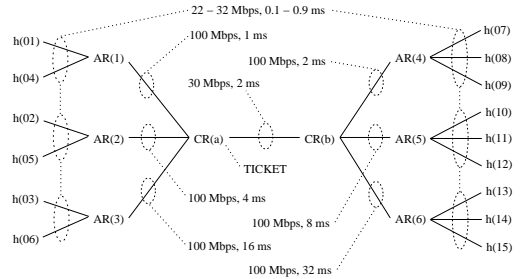 22 – 32 Mbps, 0.1 – 0.9 ms
h(01)
h(04)
AR(1)
100 Mbps, 1 ms
100 Mbps, 2 ms
AR(4)
h(07)
h(08)
h(09)
30 Mbps, 2 ms
h(02)
h(05)
AR(2)
CR(a)
CR(b)
AR(5)
h(10)
h(11)
h(12)
TICKET
100 Mbps, 4 ms
h(03)
h(06)
AR(3)
100 Mbps, 8 ms
AR(6)
h(13)
h(14)
h(15)
100 Mbps, 16 ms
100 Mbps, 32 ms